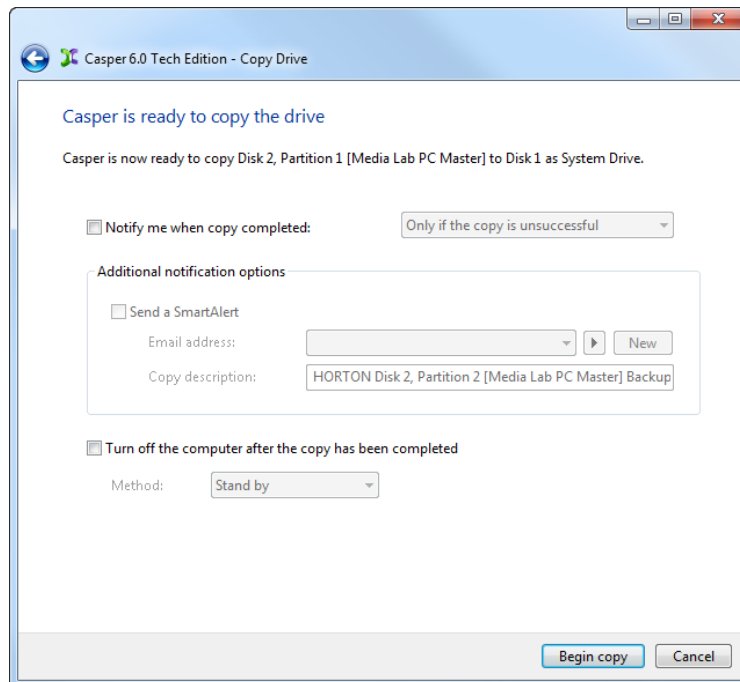 Casper 6.0 Tech Edition - Copy Drive
Casper is ready to copy the drive
Casper is now ready to copy Disk 2, Partition 1 [Media Lab PC Master] to Disk 1 as System Drive.
Notify me when copy completed: Only if the copy is unsuccessful
Additional notification options
Send a SmartAlert
Email address: New
Copy description: HORTON Disk 2, Partition 2 [Media Lab PC Master] Backup
Turn off the computer after the copy has been completed
Method: Stand by
Begin copy Cancel